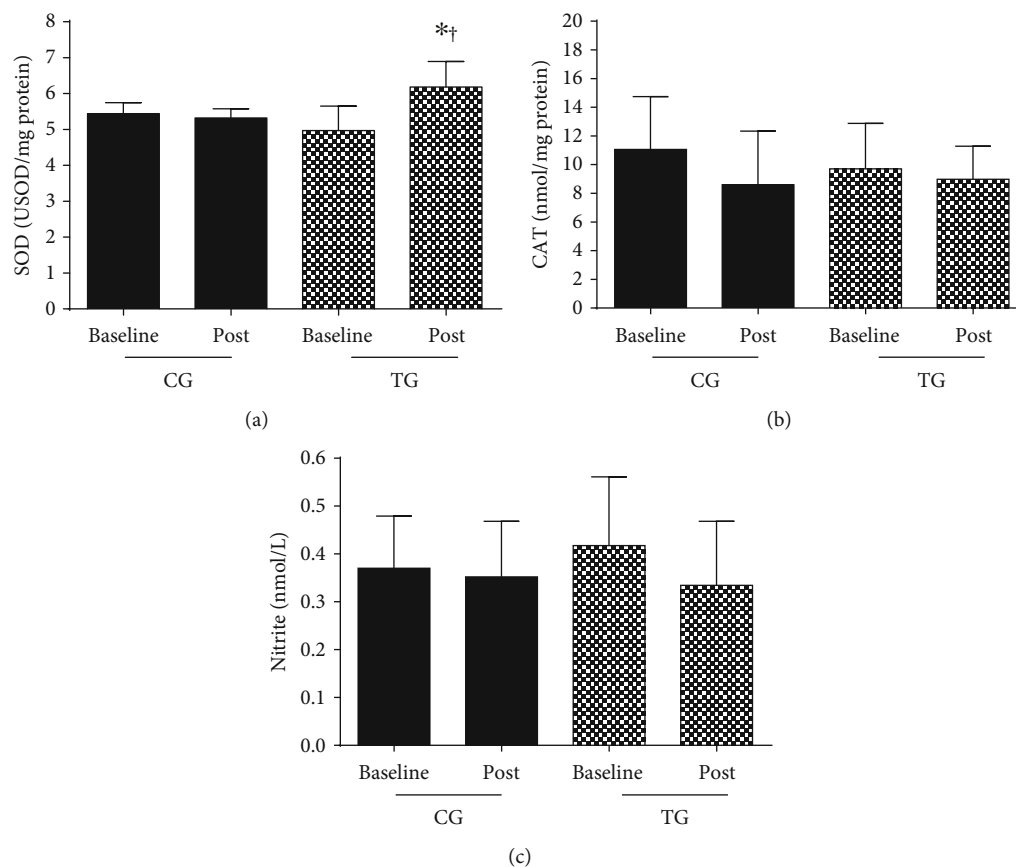 SOD (USOD/mg protein)
8
7
6
5
4
3
2
1
0
*†
Baseline Post Baseline Post
CG TG
(a)
CAT (nmol/mg protein)
20
18
16
14
12
10
8
6
4
2
0
Baseline Post Baseline Post
CG TG
(b)
Nitrite (nmol/L)
0.6
0.5
0.4
0.3
0.2
0.1
0.0
Baseline Post Baseline Post
CG TG
(c)